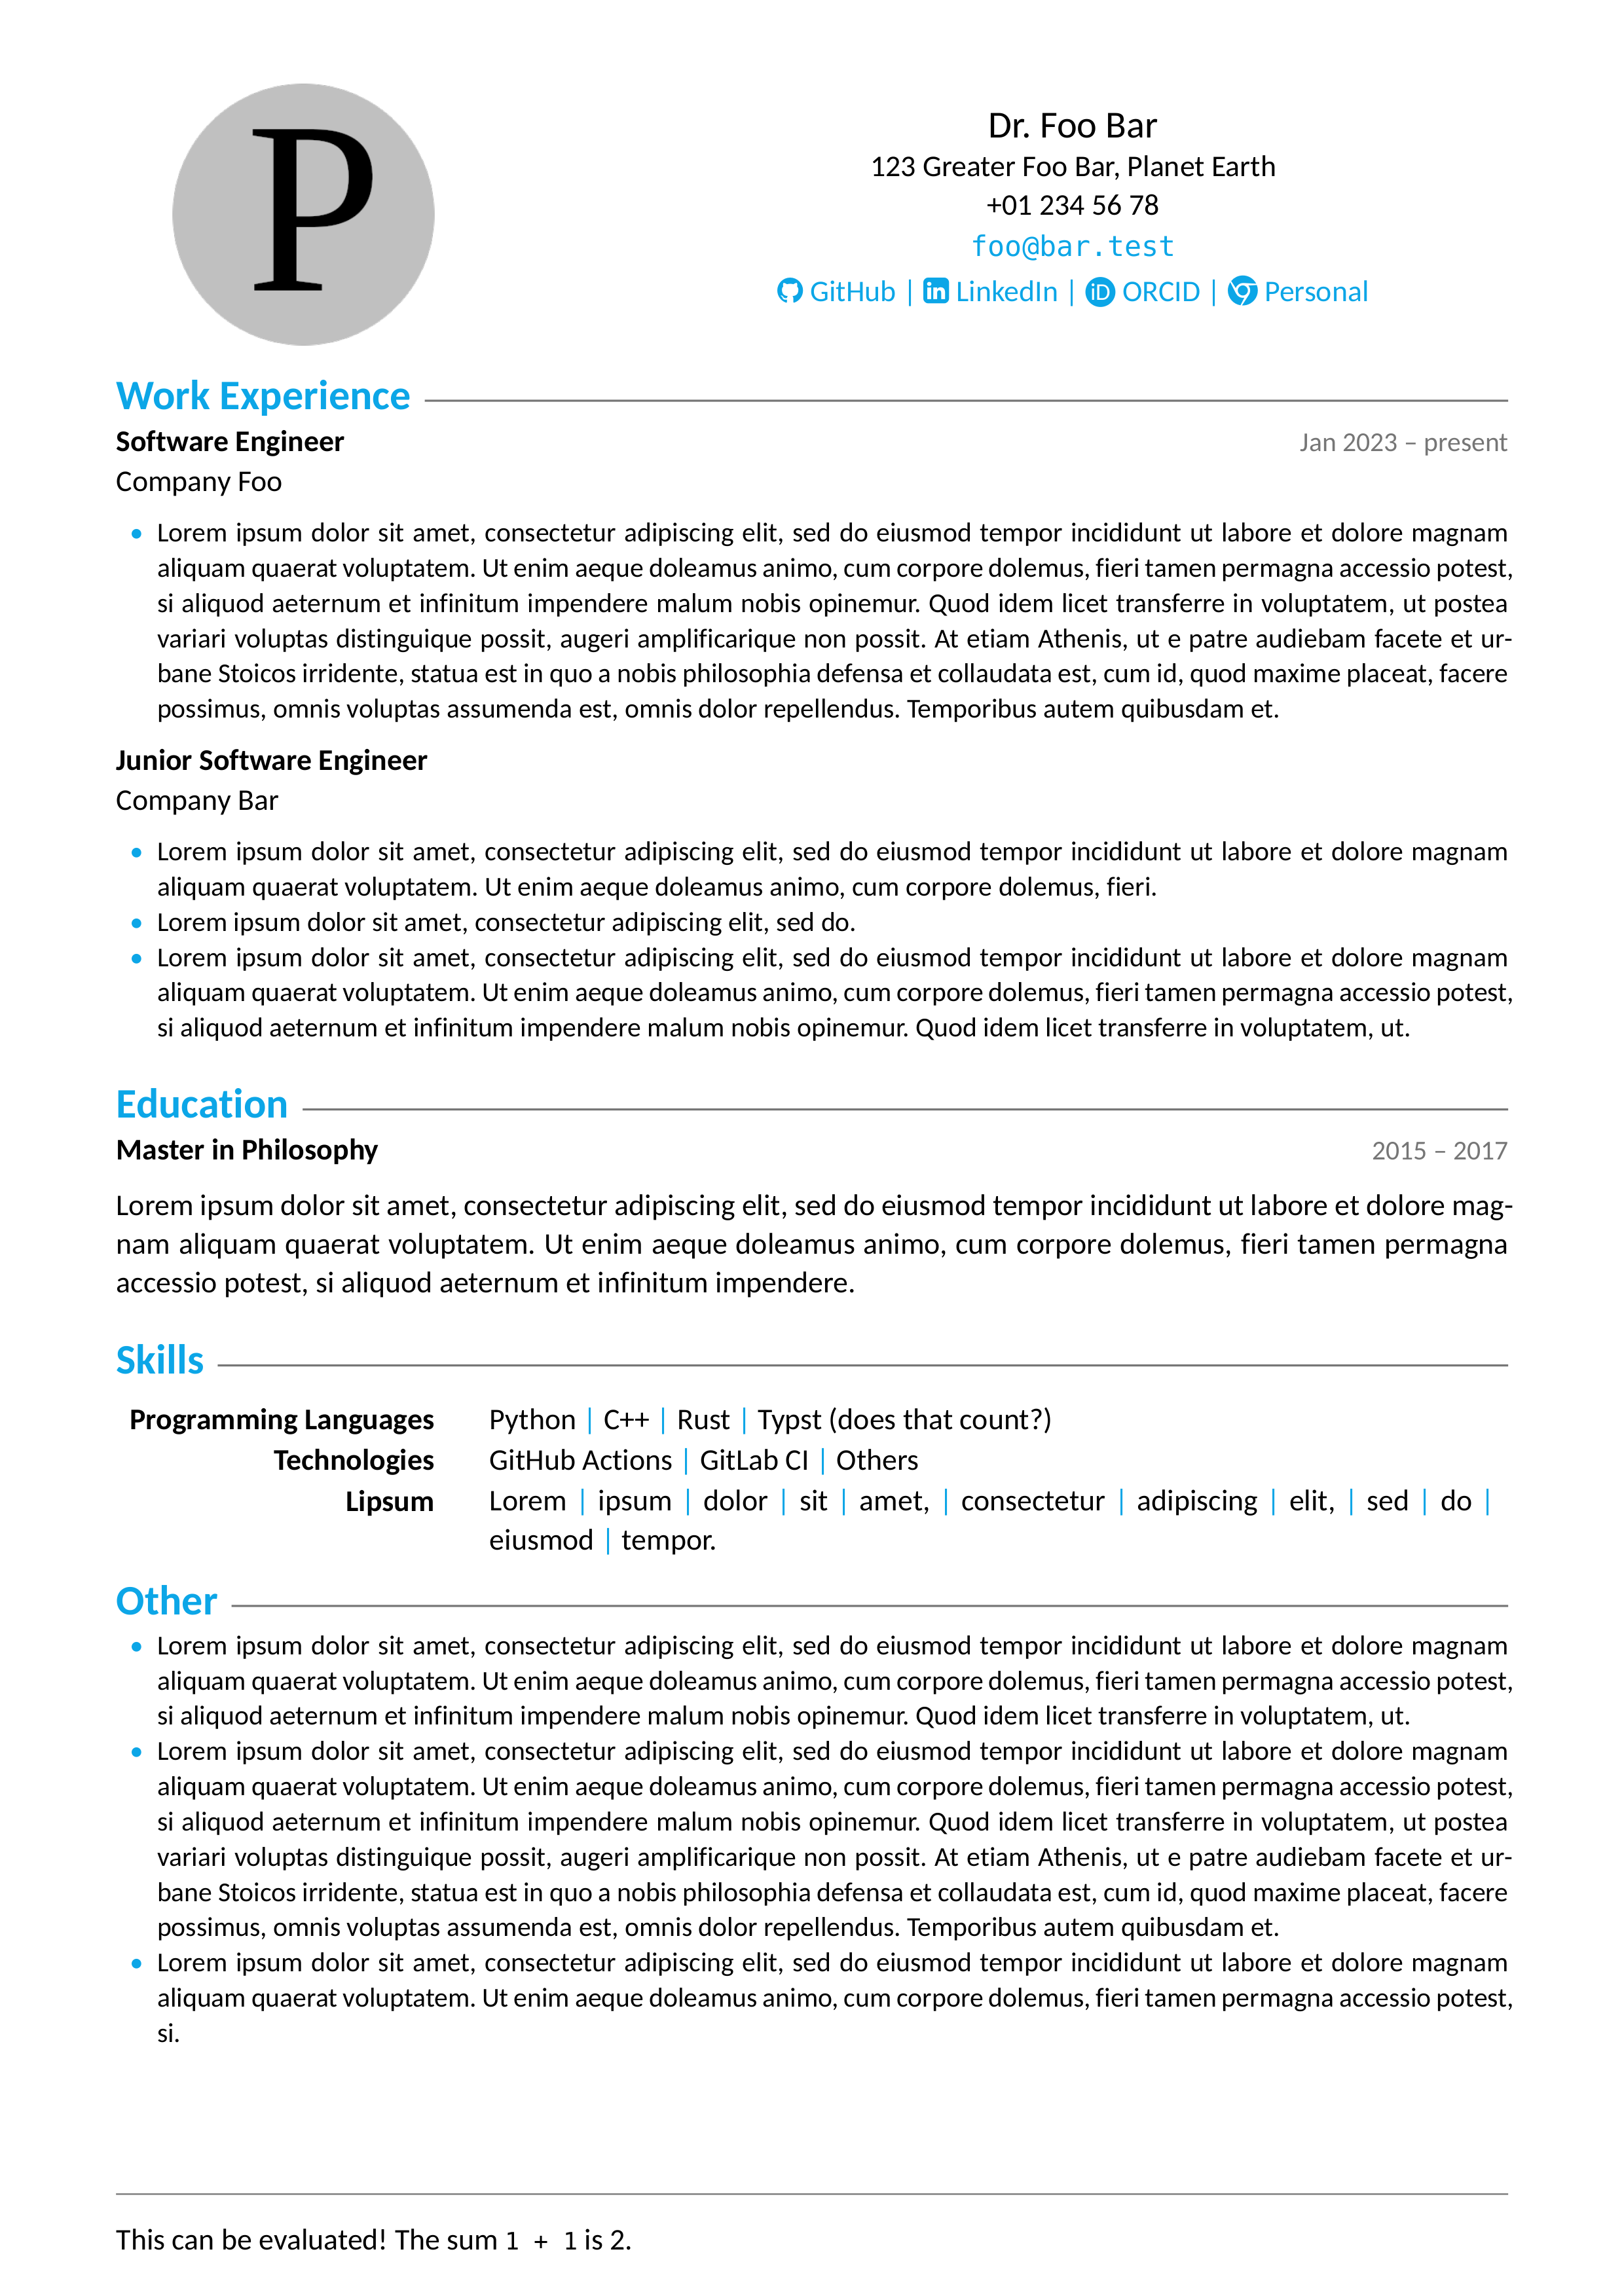 P
Dr. Foo Bar
123 Greater Foo Bar, Planet Earth
+01 234 56 78
foo@bar.test
GitHub | LinkedIn | ORCID | Personal
Work Experience
Software Engineer Jan 2023 – present
Company Foo
• Lorem ipsum dolor sit amet, consectetur adipiscing elit, sed do eiusmod tempor incididunt ut labore et dolore magnam
aliquam quaerat voluptatem. Ut enim aeque doleamus animo, cum corpore dolemus, fieri tamen permagna accessio potest,
si aliquod aeternum et infinitum impendere malum nobis opinemur. Quod idem licet transferre in voluptatem, ut postea
variari voluptas distinguique possit, augeri amplificarique non possit. At etiam Athenis, ut e patre audiebam facete et ur-
bane Stoicos irridente, statua est in quo a nobis philosophia defensa et collaudata est, cum id, quod maxime placeat, facere
possimus, omnis voluptas assumenda est, omnis dolor repellendus. Temporibus autem quibusdam et.
Junior Software Engineer
Company Bar
• Lorem ipsum dolor sit amet, consectetur adipiscing elit, sed do eiusmod tempor incididunt ut labore et dolore magnam
aliquam quaerat voluptatem. Ut enim aeque doleamus animo, cum corpore dolemus, fieri.
• Lorem ipsum dolor sit amet, consectetur adipiscing elit, sed do.
• Lorem ipsum dolor sit amet, consectetur adipiscing elit, sed do eiusmod tempor incididunt ut labore et dolore magnam
aliquam quaerat voluptatem. Ut enim aeque doleamus animo, cum corpore dolemus, fieri tamen permagna accessio potest,
si aliquod aeternum et infinitum impendere malum nobis opinemur. Quod idem licet transferre in voluptatem, ut.
Education
Master in Philosophy 2015 – 2017
Lorem ipsum dolor sit amet, consectetur adipiscing elit, sed do eiusmod tempor incididunt ut labore et dolore mag-
nam aliquam quaerat voluptatem. Ut enim aeque doleamus animo, cum corpore dolemus, fieri tamen permagna
accessio potest, si aliquod aeternum et infinitum impendere.
Skills
Programming Languages Python | C++ | Rust | Typst (does that count?)
Technologies GitHub Actions | GitLab CI | Others
Lipsum Lorem | ipsum | dolor | sit | amet, | consectetur | adipiscing | elit, | sed | do |
eiusmod | tempor.
Other
• Lorem ipsum dolor sit amet, consectetur adipiscing elit, sed do eiusmod tempor incididunt ut labore et dolore magnam
aliquam quaerat voluptatem. Ut enim aeque doleamus animo, cum corpore dolemus, fieri tamen permagna accessio potest,
si aliquod aeternum et infinitum impendere malum nobis opinemur. Quod idem licet transferre in voluptatem, ut.
• Lorem ipsum dolor sit amet, consectetur adipiscing elit, sed do eiusmod tempor incididunt ut labore et dolore magnam
aliquam quaerat voluptatem. Ut enim aeque doleamus animo, cum corpore dolemus, fieri tamen permagna accessio potest,
si aliquod aeternum et infinitum impendere malum nobis opinemur. Quod idem licet transferre in voluptatem, ut postea
variari voluptas distinguique possit, augeri amplificarique non possit. At etiam Athenis, ut e patre audiebam facete et ur-
bane Stoicos irridente, statua est in quo a nobis philosophia defensa et collaudata est, cum id, quod maxime placeat, facere
possimus, omnis voluptas assumenda est, omnis dolor repellendus. Temporibus autem quibusdam et.
• Lorem ipsum dolor sit amet, consectetur adipiscing elit, sed do eiusmod tempor incididunt ut labore et dolore magnam
aliquam quaerat voluptatem. Ut enim aeque doleamus animo, cum corpore dolemus, fieri tamen permagna accessio potest,
si.
This can be evaluated! The sum 1 + 1 is 2.